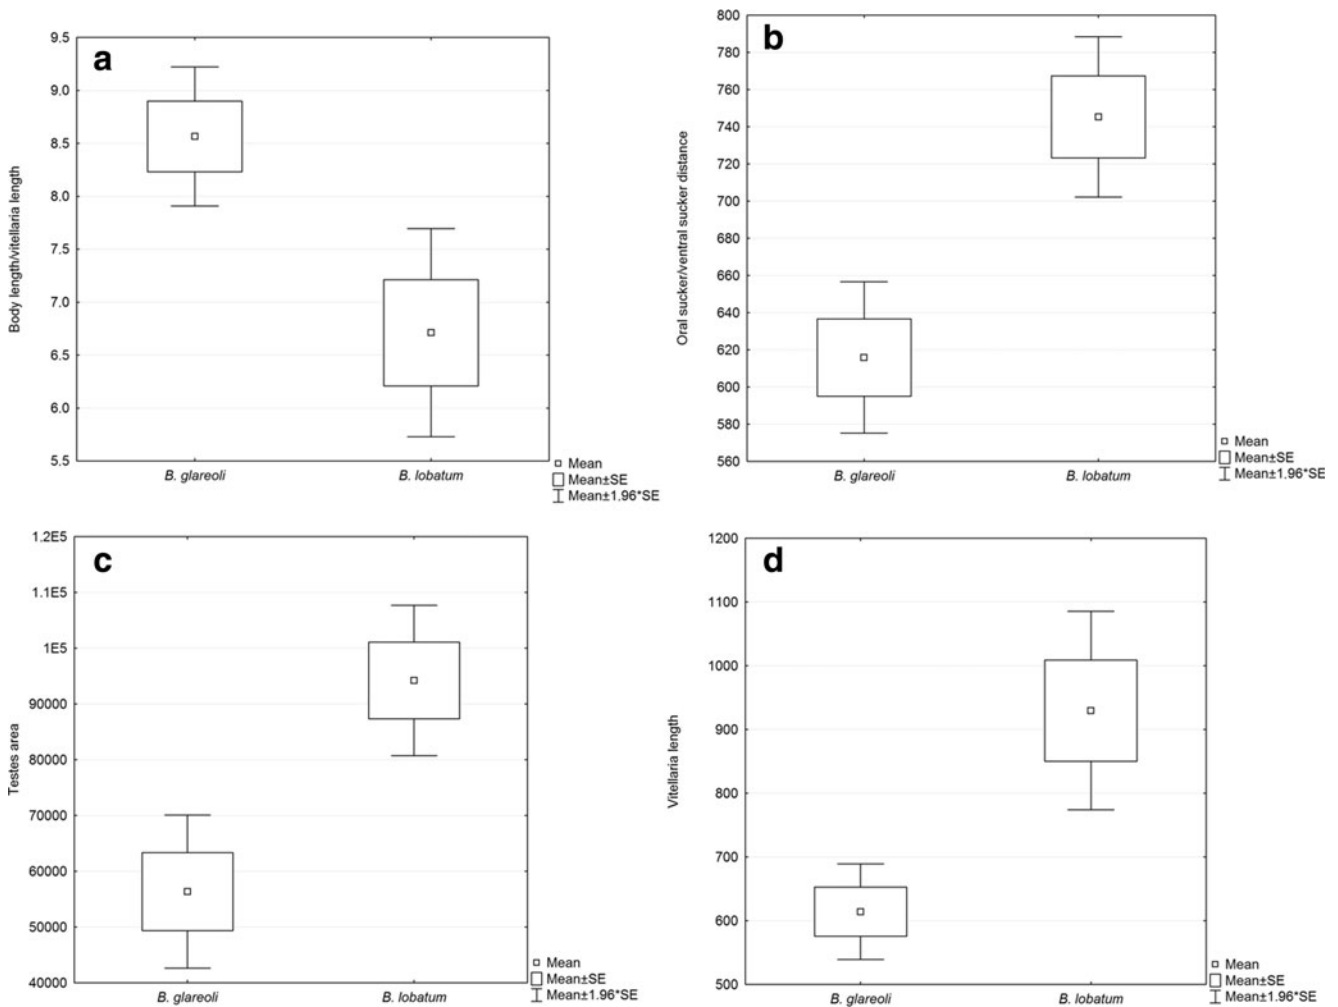 a
9.5
9.0
8.5
8.0
7.5
7.0
6.5
6.0
5.5
Body length/vitellaria length
B. glareoli
B. lobatum
Mean
Mean±SE
Mean±1.96*SE
b
800
780
760
740
720
700
680
660
640
620
600
580
560
Oral sucker/ventral sucker distance
B. glareoli
B. lobatum
Mean
Mean±SE
Mean±1.96*SE
c
1.2E5
1.1E5
1E5
90000
80000
70000
60000
50000
40000
Testes area
B. glareoli
B. lobatum
Mean
Mean±SE
Mean±1.96*SE
d
1200
1100
1000
900
800
700
600
500
Vitellaria length
B. glareoli
B. lobatum
Mean
Mean±SE
Mean±1.96*SE